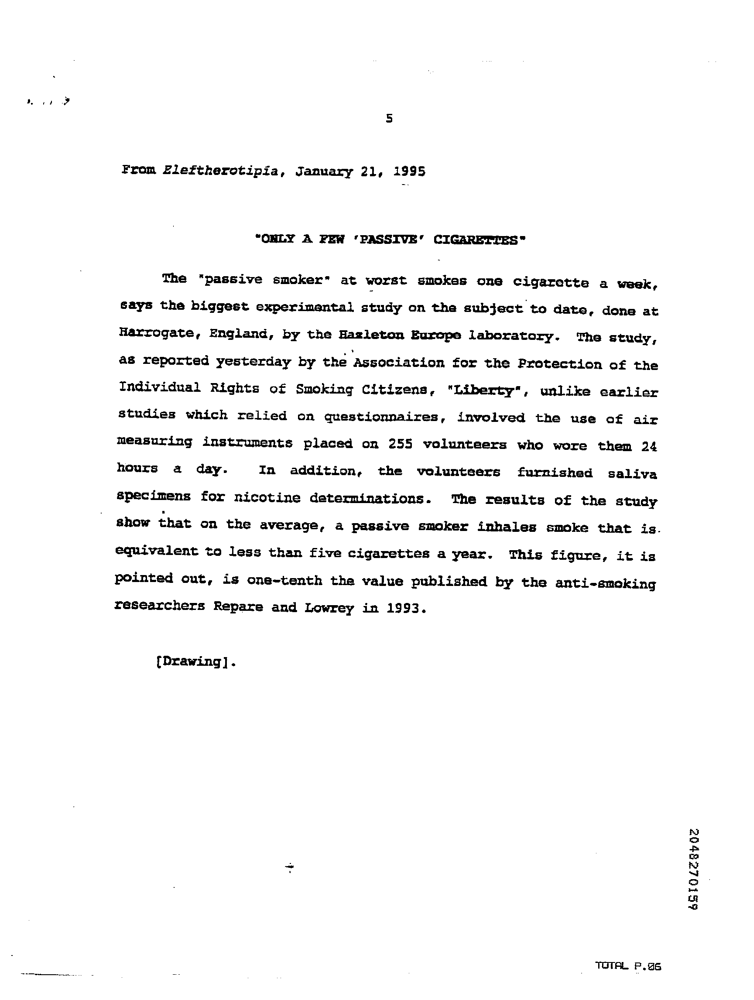 5
From Eleftherotipía, January 21, 1995
"ONLY A FEW 'PASSIVE' CIGARETTES"
The "passive smoker" at worst smokes one cigarette a week,
says the biggest experimental study on the subject to date, done at
Harrogate, England, by the Hazleton Europe laboratory. The study,
as reported yesterday by the Association for the Protection of the
Individual Rights of Smoking Citizens, "Liberty", unlike earlier
studies which relied on questionnaires, involved the use of air
measuring instruments placed on 255 volunteers who wore them 24
hours a day. In addition, the volunteers furnished saliva
specimens for nicotine determinations. The results of the study
show that on the average, a passive smoker inhales smoke that is
equivalent to less than five cigarettes a year. This figure, it is
pointed out, is one-tenth the value published by the anti-smoking
researchers Repare and Lowrey in 1993.
[Drawing].
2048270159
TOTAL P.06